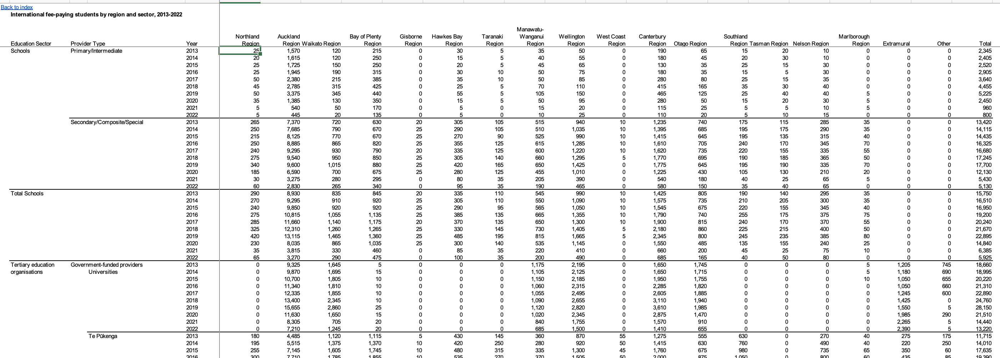 Back to index
International fee-paying students by region and sector, 2013-2022
Education Sector Provider Type Year Northland Region Auckland Region Waikato Region Bay of Plenty Region Gisborne Region Hawkes Bay Region Taranaki Region Manawatu-Wanganui Region Wellington Region West Coast Region Canterbury Region Otago Region Southland Region Tasman Region Nelson Region Marlborough Region Extramural Other Total
Schools Primary/Intermediate 2013 25 1,570 120 215 0 30 5 35 50 0 190 65 15 20 10 0 0 0 2,345
2014 20 1,615 120 250 0 15 5 40 55 0 180 45 20 30 10 0 0 0 2,405
2015 25 1,725 150 250 0 20 5 45 65 0 130 35 25 15 30 0 0 0 2,520
2016 25 1,945 190 315 0 30 10 50 75 0 180 35 15 5 30 0 0 0 2,905
2017 50 2,380 215 385 0 35 10 50 85 0 280 80 25 15 35 0 0 0 3,640
2018 45 2,785 315 425 0 25 5 70 110 0 415 165 35 30 40 0 0 0 4,455
2019 50 3,375 345 440 0 55 5 105 150 0 465 125 25 40 40 5 0 0 5,225
2020 35 1,385 130 350 0 15 5 50 95 0 280 50 15 20 30 5 0 0 2,450
2021 5 540 50 170 0 5 0 15 20 0 115 25 5 5 10 5 0 0 960
2022 5 445 20 135 0 5 0 10 25 0 110 20 5 10 15 0 0 0 800
Secondary/Composite/Special 2013 265 7,370 720 630 20 305 105 515 940 10 1,235 740 175 115 285 35 0 0 13,420
2014 250 7,685 790 670 25 290 105 510 1,035 10 1,395 685 195 175 290 35 0 0 14,115
2015 215 8,125 770 670 25 270 90 525 990 10 1,415 645 195 135 315 40 0 0 14,435
2016 250 8,885 865 820 25 355 125 615 1,285 10 1,610 705 240 170 345 70 0 0 16,325
2017 240 9,295 930 790 20 335 125 600 1,220 10 1,620 735 220 155 335 55 0 0 16,680
2018 275 9,540 950 850 25 305 140 660 1,295 5 1,770 695 190 185 365 50 0 0 17,245
2019 340 9,600 1,015 880 25 420 165 650 1,425 0 1,775 645 195 190 335 70 0 0 17,700
2020 185 6,590 700 675 25 280 125 455 1,010 0 1,225 430 105 130 210 20 0 0 12,130
2021 30 3,275 280 295 0 80 35 205 390 0 540 180 40 25 65 5 0 0 5,430
2022 60 2,830 265 340 0 95 35 190 465 0 580 150 35 40 65 0 0 0 5,130
Total Schools 2013 290 8,930 835 845 20 335 110 545 990 10 1,425 805 190 140 295 35 0 0 15,750
2014 270 9,295 910 920 25 305 110 550 1,090 10 1,575 735 210 205 300 35 0 0 16,510
2015 240 9,850 920 920 25 290 95 565 1,050 10 1,545 675 220 155 345 40 0 0 16,950
2016 275 10,815 1,055 1,135 25 385 135 665 1,355 10 1,790 740 255 175 375 75 0 0 19,200
2017 285 11,660 1,140 1,175 20 370 135 650 1,300 10 1,900 815 240 170 370 55 0 0 20,240
2018 325 12,310 1,260 1,265 25 330 145 730 1,405 5 2,180 860 225 215 400 50 0 0 21,670
2019 420 13,115 1,465 1,360 25 485 195 815 1,665 5 2,345 800 245 235 385 80 0 0 22,895
2020 230 8,035 865 1,035 25 300 140 535 1,145 0 1,550 485 135 155 240 25 0 0 14,840
2021 35 3,815 330 460 0 85 35 220 410 0 660 200 45 25 75 10 0 0 6,385
2022 65 3,270 290 475 0 100 35 200 490 0 685 165 40 50 80 0 0 0 5,925
Tertiary education Government-funded providers 2013 0 9,325 1,645 5 0 0 0 1,175 2,195 0 1,650 1,745 0 0 0 5 1,205 745 18,660
organisations Universities 2014 0 9,870 1,695 15 0 0 0 1,105 2,125 0 1,650 1,715 0 0 0 5 1,180 690 18,995
2015 0 10,700 1,805 10 0 0 0 1,150 2,185 0 1,950 1,755 0 0 0 10 1,050 655 20,220
2016 0 11,340 1,810 10 0 0 0 1,060 2,315 0 2,285 1,820 0 0 0 0 1,050 660 21,310
2017 0 12,335 1,855 10 0 0 0 1,055 2,495 0 2,605 1,885 0 0 0 0 1,245 600 22,890
2018 0 13,400 2,345 10 0 0 0 1,090 2,655 0 3,110 1,940 0 0 0 0 1,425 0 24,760
2019 0 15,655 2,860 25 0 0 0 1,120 2,820 0 3,610 1,985 0 0 0 0 1,550 5 28,150
2020 0 11,630 1,650 15 0 0 0 1,020 2,345 0 2,875 1,470 0 0 0 0 1,985 290 21,510
2021 0 8,305 705 20 0 0 0 840 1,755 0 1,570 910 0 0 0 0 2,265 5 14,440
2022 0 7,210 1,245 20 0 0 0 685 1,500 0 1,410 655 0 0 0 0 2,390 5 13,220
Te Pūkenga 2013 180 4,485 1,120 1,115 5 430 145 360 870 55 1,275 555 630 0 270 40 275 175 11,715
2014 195 5,515 1,375 1,370 10 420 250 280 920 50 1,415 630 760 0 490 40 220 250 14,010
2015 255 7,145 1,605 1,745 10 480 315 335 1,300 45 1,760 675 980 0 735 65 350 60 17,635
2016 300 7,710 1,785 1,855 10 535 270 370 1,505 50 2,000 875 1,050 0 800 60 435 85 19,390